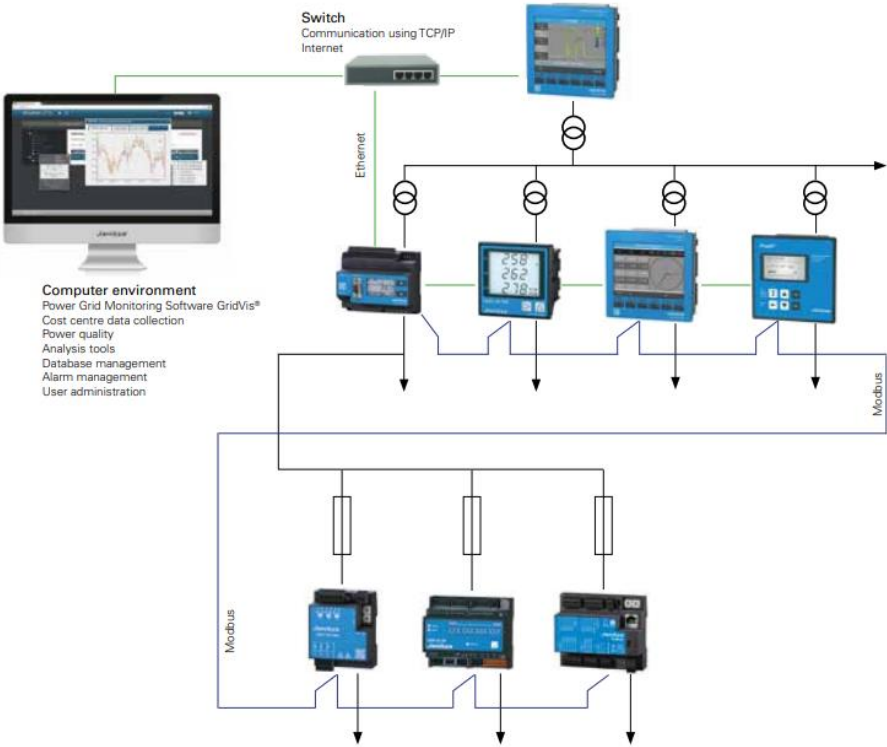 Switch
Communication using TCP/IP
Internet
Ethernet
Janitza
Computer environment
Power Grid Monitoring Software GridVis®
Cost centre data collection
Power quality
Analysis tools
Database management
Alarm management
User administration
258
262
278
Modbus
Modbus